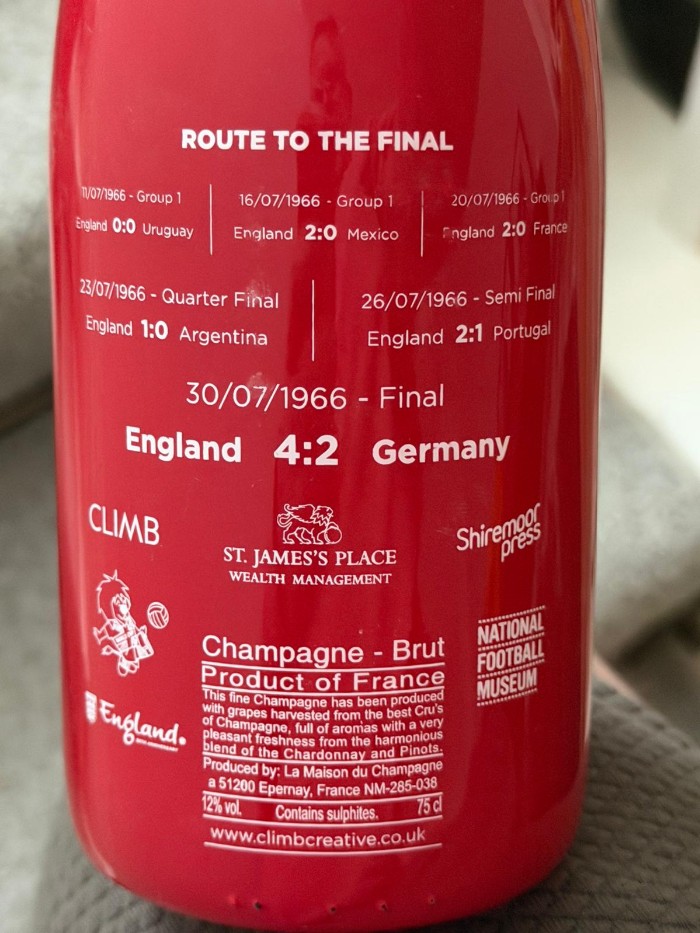 ROUTE TO THE FINAL
11/07/1966 - Group 1
England 0:0 Uruguay
16/07/1966 - Group 1
England 2:0 Mexico
20/07/1966 - Group 1
England 2:0 France
23/07/1966 - Quarter Final
England 1:0 Argentina
26/07/1966 - Semi Final
England 2:1 Portugal
30/07/1966 - Final
England 4:2 Germany
CLIMB
ST. JAMES'S PLACE
WEALTH MANAGEMENT
Shiremoor
press
England.
NATIONAL
FOOTBALL
MUSEUM
Champagne - Brut
Product of France
This fine Champagne has been produced
with grapes harvested from the best Cru's
of Champagne, full of aromas with a very
pleasant freshness from the harmonious
blend of the Chardonnay and Pinots.
Produced by: La Maison du Champagne
a 51200 Epernay, France NM-285-038
12% vol. Contains sulphites. 75 cl
www.climbcreative.co.uk